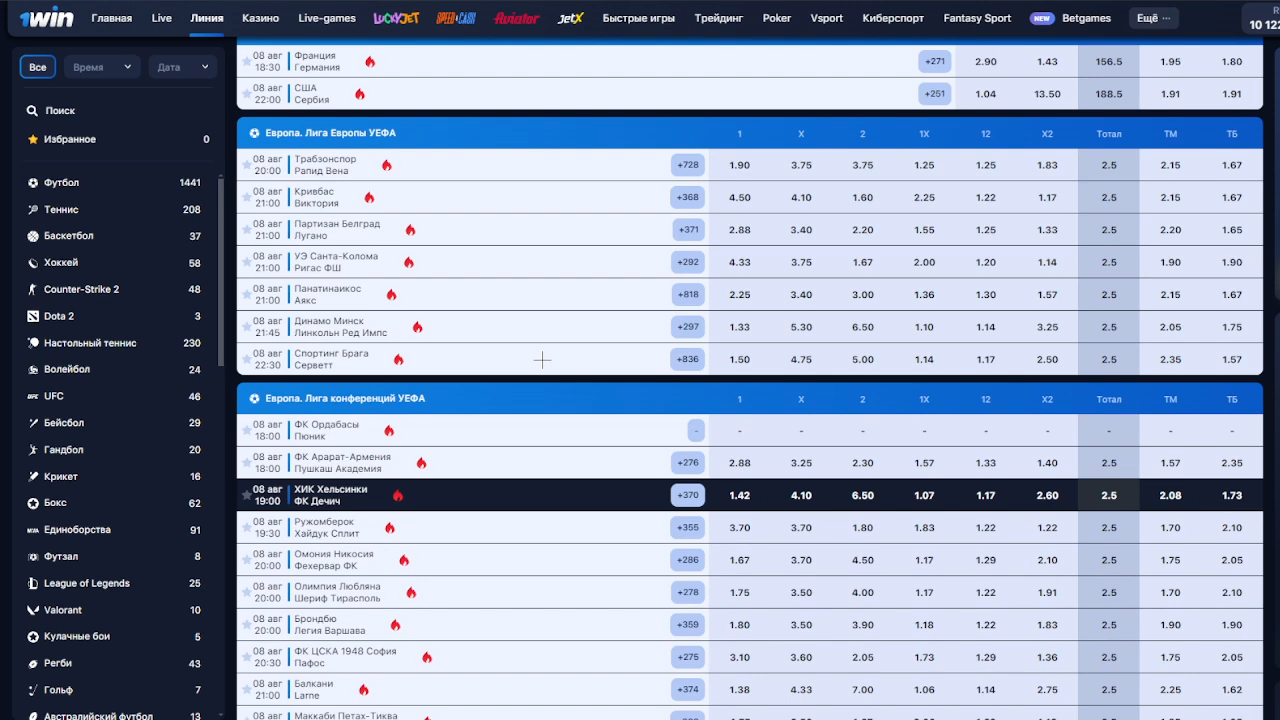 1win Главная Live Линия Казино Live-games LUCKYJET SPEED&CASH Aviator JetX Быстрые игры Трейдинг Poker Vsport Киберспорт Fantasy Sport NEW Betgames Ещё ···
10 122
Все Время Дата
Поиск
Избранное 0
Футбол 1441
Теннис 208
Баскетбол 37
Хоккей 58
Counter-Strike 2 48
Dota 2 3
Настольный теннис 230
Волейбол 24
UFC 46
Бейсбол 29
Гандбол 20
Крикет 16
Бокс 62
Единоборства 91
Футзал 8
League of Legends 25
Valorant 10
Кулачные бои 5
Регби 43
Гольф 7
Австралийский футбол 13
08 авг Франция
18:30 Германия +271 2.90 1.43 156.5 1.95 1.80
08 авг США
22:00 Сербия +251 1.04 13.50 188.5 1.91 1.91
Европа. Лига Европы УЕФА 1 X 2 1X 12 X2 Тотал ТМ ТБ
08 авг Трабзонспор
20:00 Рапид Вена +728 1.90 3.75 3.75 1.25 1.25 1.83 2.5 2.15 1.67
08 авг Кривбас
21:00 Виктория +368 4.50 4.10 1.60 2.25 1.22 1.17 2.5 2.15 1.67
08 авг Партизан Белград
21:00 Лугано +371 2.88 3.40 2.20 1.55 1.25 1.33 2.5 2.20 1.65
08 авг УЭ Санта-Колома
21:00 Ригас ФШ +292 4.33 3.75 1.67 2.00 1.20 1.14 2.5 1.90 1.90
08 авг Панатинаикос
21:00 Аякс +818 2.25 3.40 3.00 1.36 1.30 1.57 2.5 2.15 1.67
08 авг Динамо Минск
21:45 Линкольн Ред Импс +297 1.33 5.30 6.50 1.10 1.14 3.25 2.5 2.05 1.75
08 авг Спортинг Брага
22:30 Серветт +836 1.50 4.75 5.00 1.14 1.17 2.50 2.5 2.35 1.57
Европа. Лига конференций УЕФА 1 X 2 1X 12 X2 Тотал ТМ ТБ
08 авг ФК Ордабасы
18:00 Пюник - - - - - - - - - -
08 авг ФК Арарат-Армения
18:00 Пушкаш Академия +276 2.88 3.25 2.30 1.57 1.33 1.40 2.5 1.57 2.35
08 авг ХИК Хельсинки
19:00 ФК Дечич +370 1.42 4.10 6.50 1.07 1.17 2.60 2.5 2.08 1.73
08 авг Ружомберок
19:30 Хайдук Сплит +355 3.70 3.70 1.80 1.83 1.22 1.22 2.5 1.70 2.10
08 авг Омония Никосия
20:00 Фехервар ФК +286 1.67 3.70 4.50 1.17 1.29 2.10 2.5 1.75 2.05
08 авг Олимпия Любляна
20:00 Шериф Тирасполь +278 1.75 3.50 4.00 1.17 1.22 1.91 2.5 1.70 2.10
08 авг Брондбю
20:00 Легия Варшава +359 1.80 3.50 3.90 1.18 1.22 1.83 2.5 1.90 1.90
08 авг ФК ЦСКА 1948 София
20:30 Пафос +275 3.10 3.60 2.05 1.73 1.29 1.36 2.5 1.75 2.05
08 авг Балкани
21:00 Larne +374 1.38 4.33 7.00 1.06 1.14 2.75 2.5 2.25 1.62
08 авг Маккаби Петах-Тиква